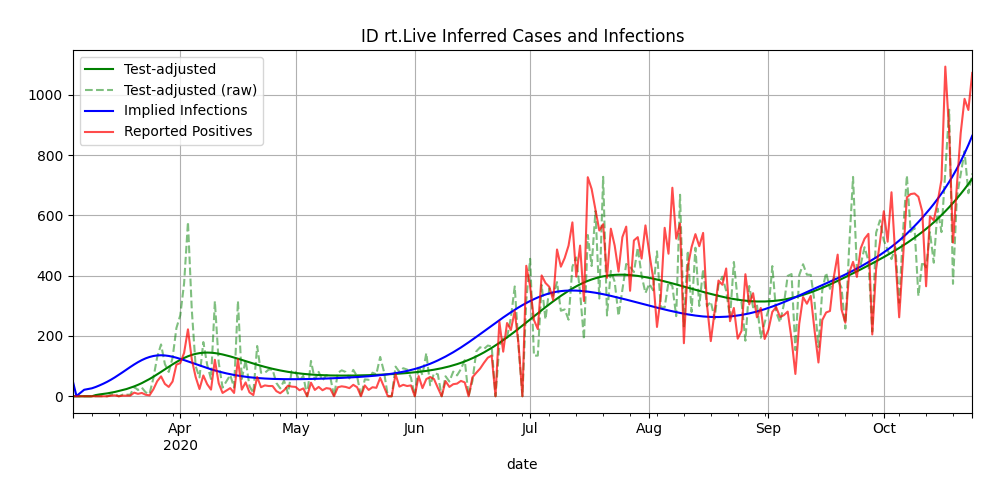 ID rt.Live Inferred Cases and Infections
Test-adjusted
Test-adjusted (raw)
Implied Infections
Reported Positives
1000
800
600
400
200
0
Apr May Jun Jul Aug Sep Oct
2020
date